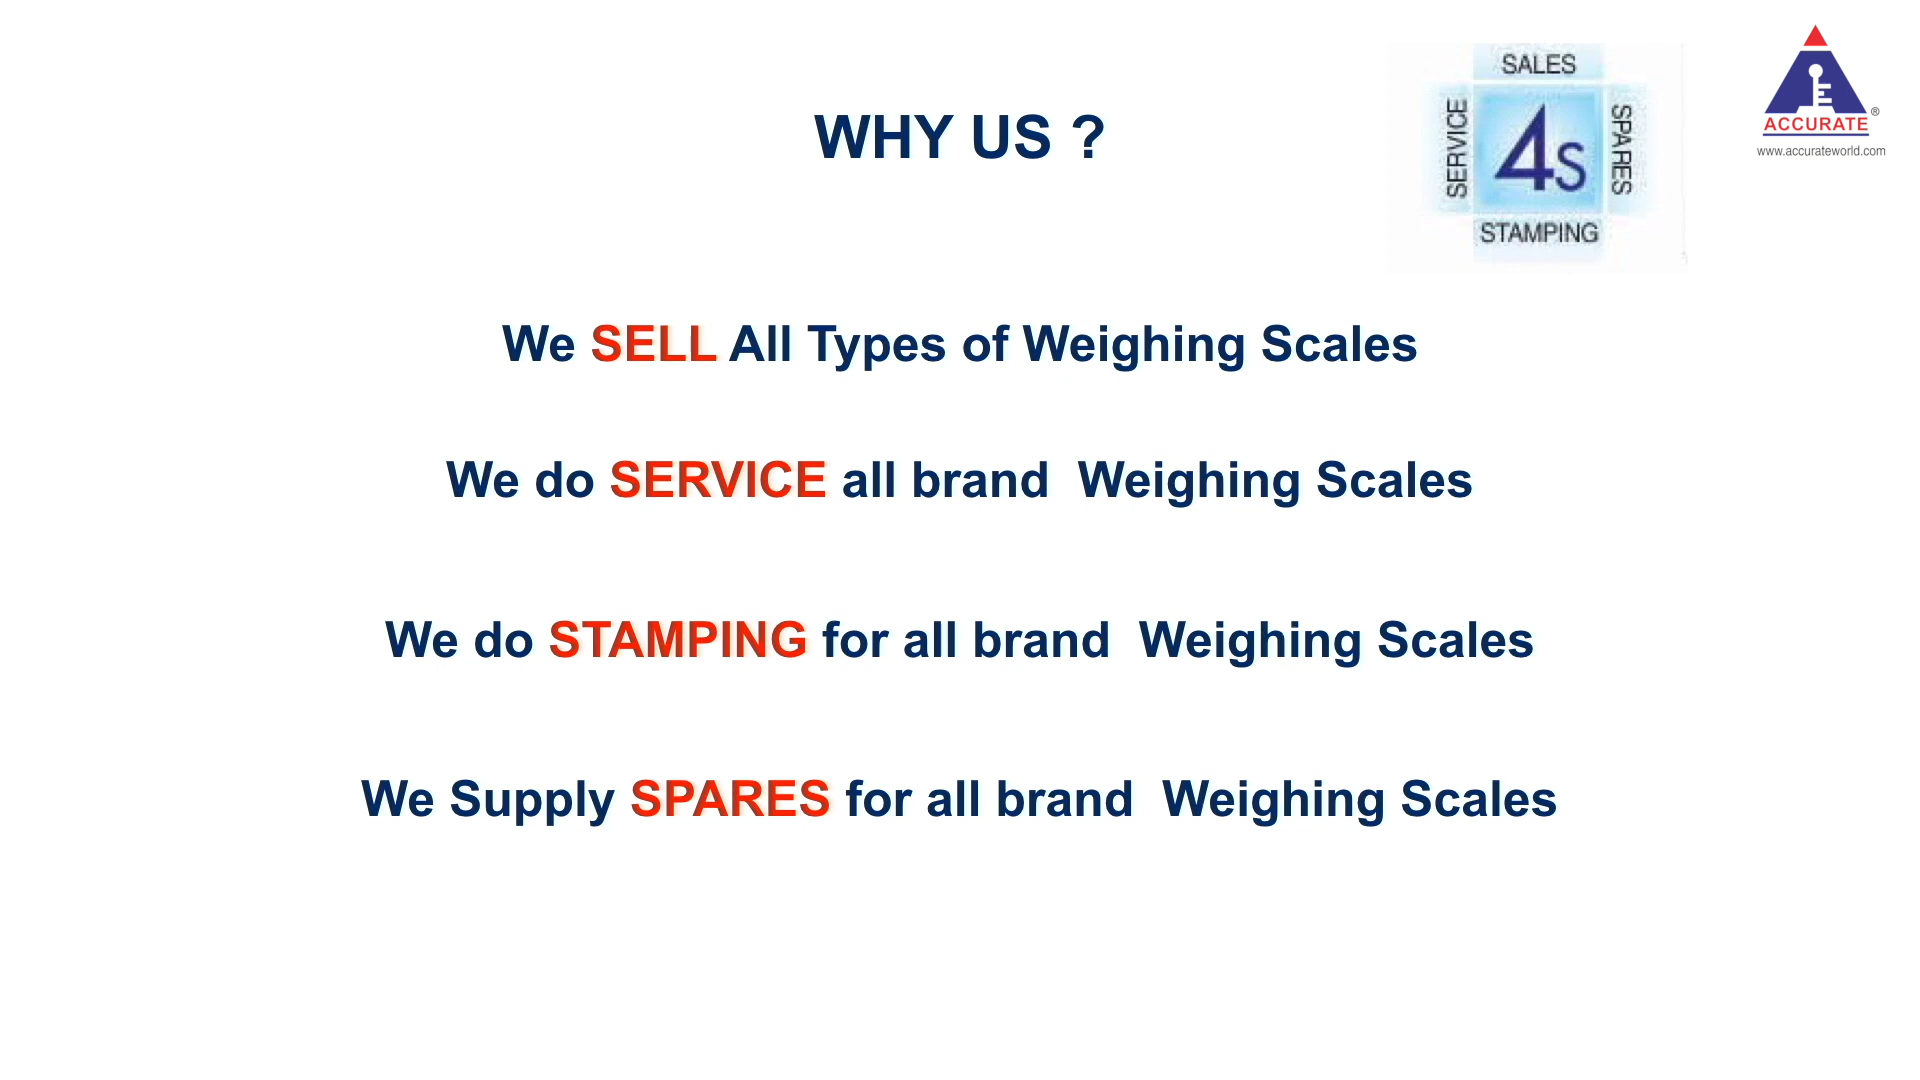 WHY US ?
SALES
SERVICE
4s
SPARES
STAMPING
ACCURATE®
www.accurateworld.com
We SELL All Types of Weighing Scales
We do SERVICE all brand  Weighing Scales
We do STAMPING for all brand  Weighing Scales
We Supply SPARES for all brand  Weighing Scales